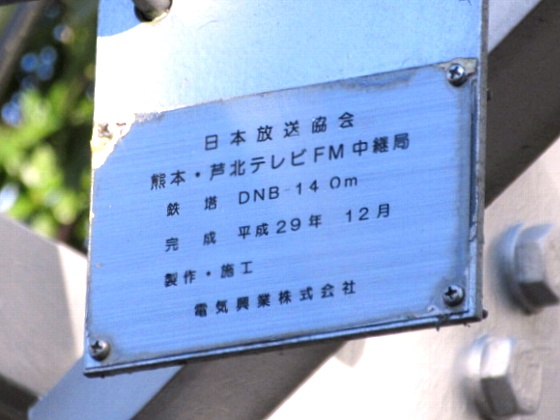 日本放送協会
熊本・芦北テレビFM中継局
鉄 塔 DNB-140m
完 成 平成29年 12月
製作・施工
電気興業株式会社